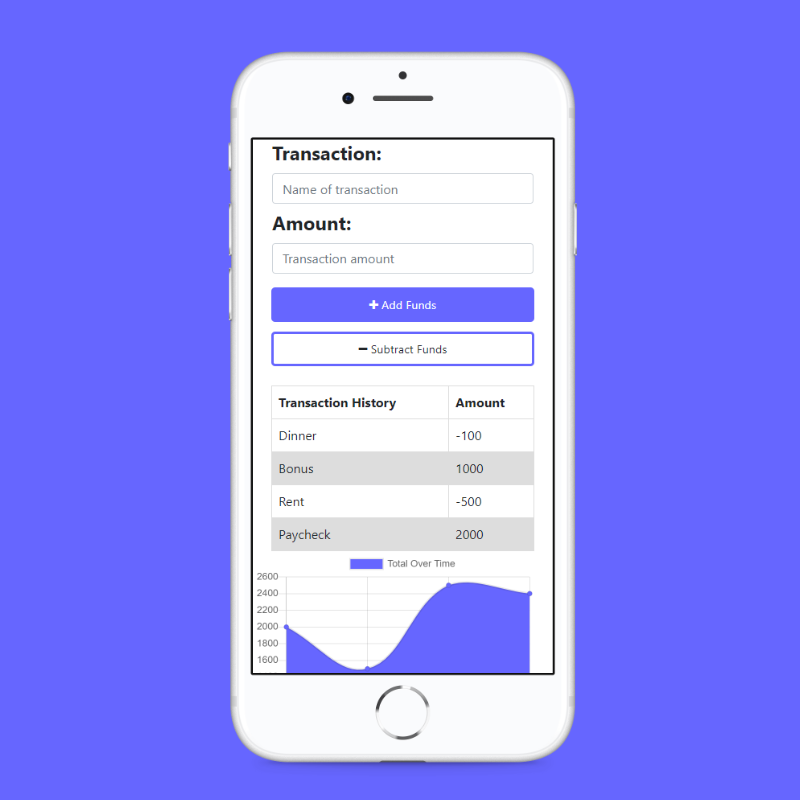 Transaction:
Name of transaction
Amount:
Transaction amount
+ Add Funds
− Subtract Funds
Transaction History Amount
Dinner -100
Bonus 1000
Rent -500
Paycheck 2000
Total Over Time
2600
2400
2200
2000
1800
1600